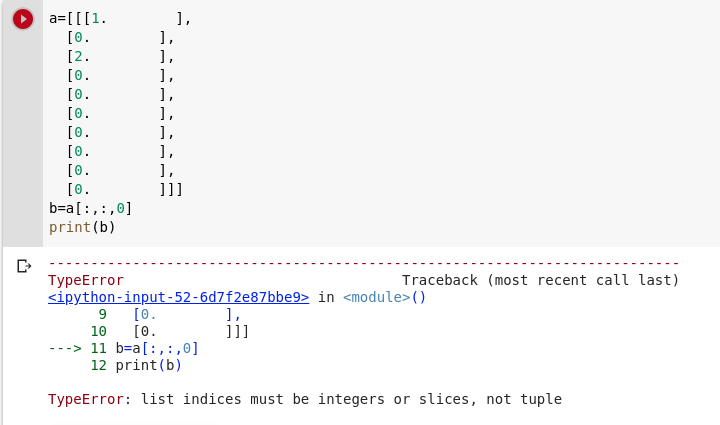 a=[[[1.        ],
  [0.        ],
  [2.        ],
  [0.        ],
  [0.        ],
  [0.        ],
  [0.        ],
  [0.        ],
  [0.        ],
  [0.        ]]]
b=a[:,:,0]
print(b)
---------------------------------------------------------------------------
TypeError                                 Traceback (most recent call last)
<ipython-input-52-6d7f2e87bbe9> in <module>()
      9   [0.        ],
     10   [0.        ]]]
---> 11 b=a[:,:,0]
     12 print(b)
TypeError: list indices must be integers or slices, not tuple